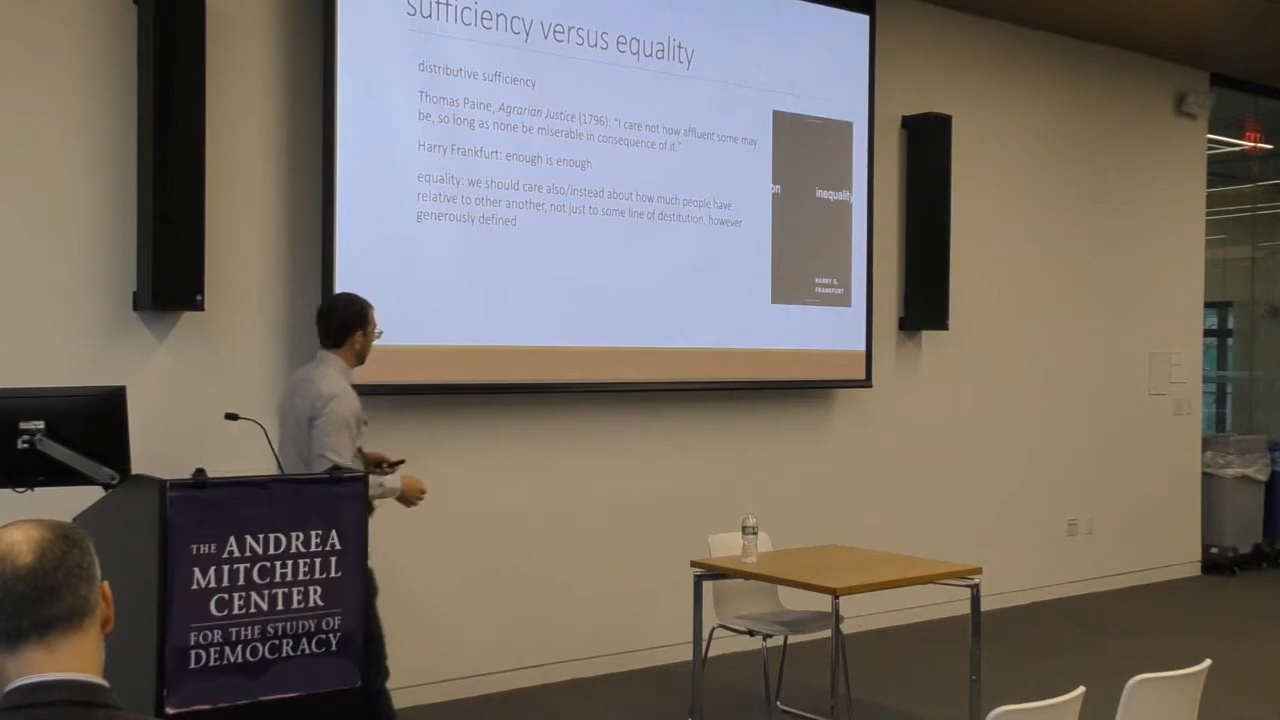 sufficiency versus equality
distributive sufficiency
Thomas Paine, Agrarian Justice (1796): "I care not how affluent some may
be, so long as none be miserable in consequence of it."
Harry Frankfurt: enough is enough
equality: we should care also/instead about how much people have
relative to other another, not just to some line of destitution, however
generously defined
on inequality
HARRY G.
FRANKFURT
THE ANDREA
MITCHELL
CENTER
FOR THE STUDY OF
DEMOCRACY
EXIT